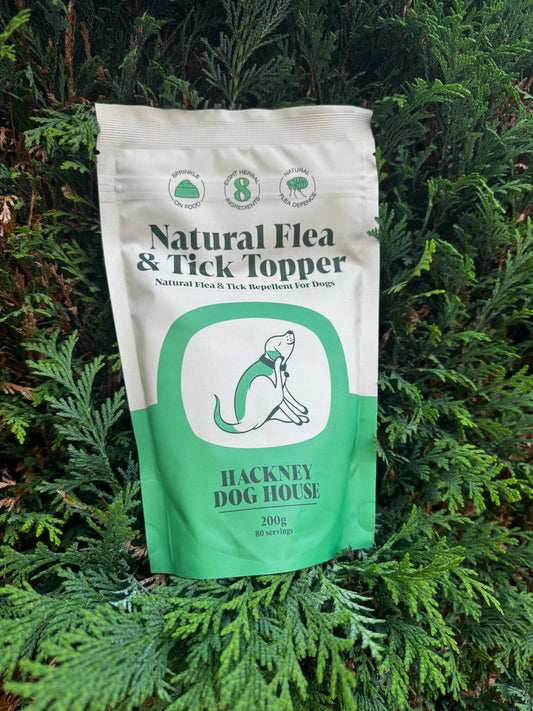 SPRINKLE
ON FOOD
EIGHT HERBAL
8
INGREDIENTS
NATURAL
FLEA DEFENCE
Natural Flea
& Tick Topper
Natural Flea & Tick Repellent For Dogs
HACKNEY
DOG HOUSE
200g
80 servings